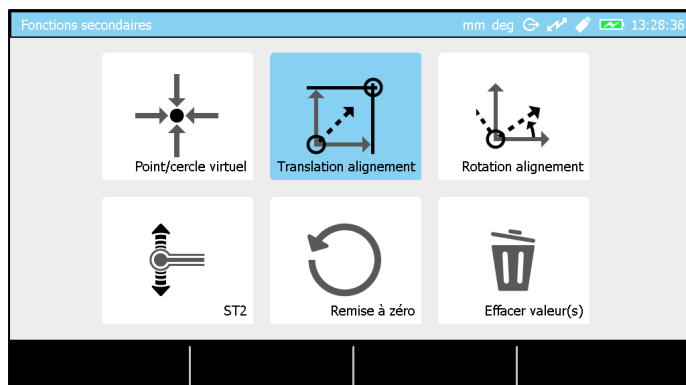 Fonctions secondaires
mm deg 13:28:36
Point/cercle virtuel
Translation alignement
Rotation alignement
ST2
Remise à zéro
Effacer valeur(s)